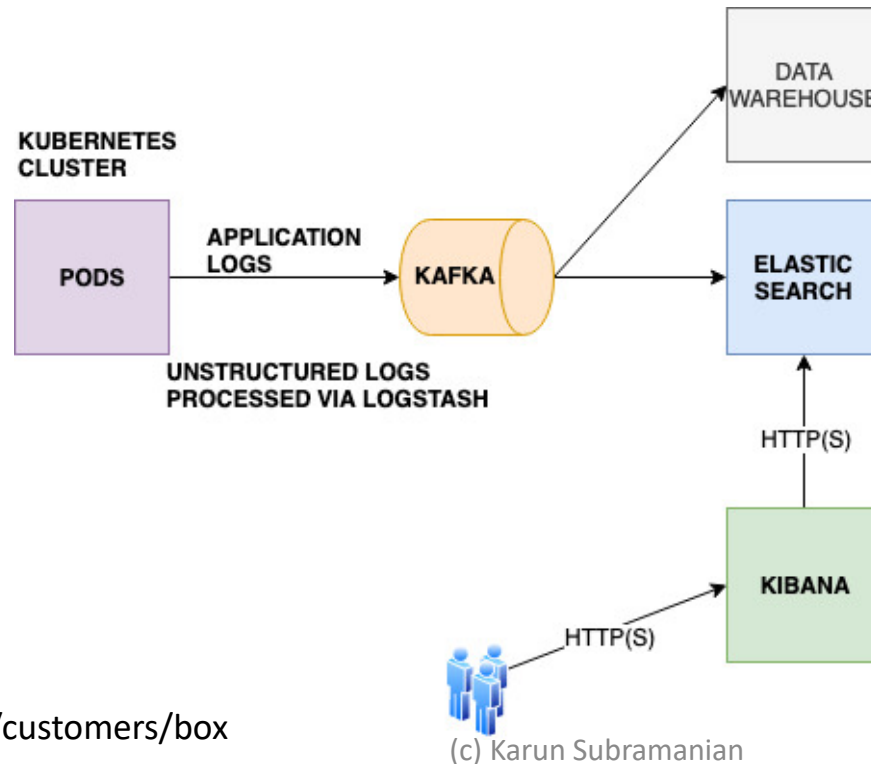 DATA
WAREHOUSE
KUBERNETES
CLUSTER
PODS
APPLICATION
LOGS
KAFKA
ELASTIC
SEARCH
UNSTRUCTURED LOGS
PROCESSED VIA LOGSTASH
HTTP(S)
KIBANA
HTTP(S)
/customers/box
(c) Karun Subramanian